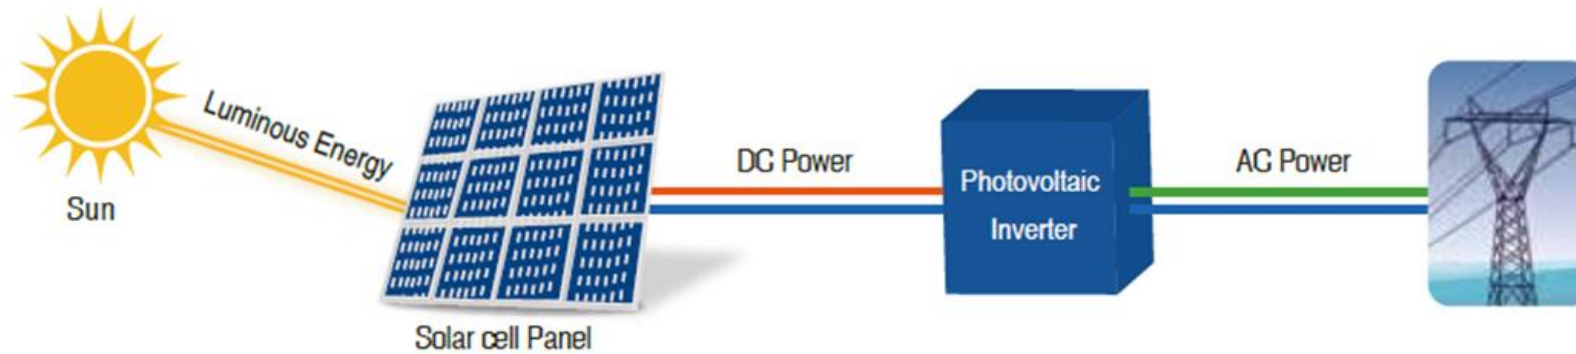 Sun
Luminous Energy
Solar cell Panel
DC Power
Photovoltaic
Inverter
AC Power